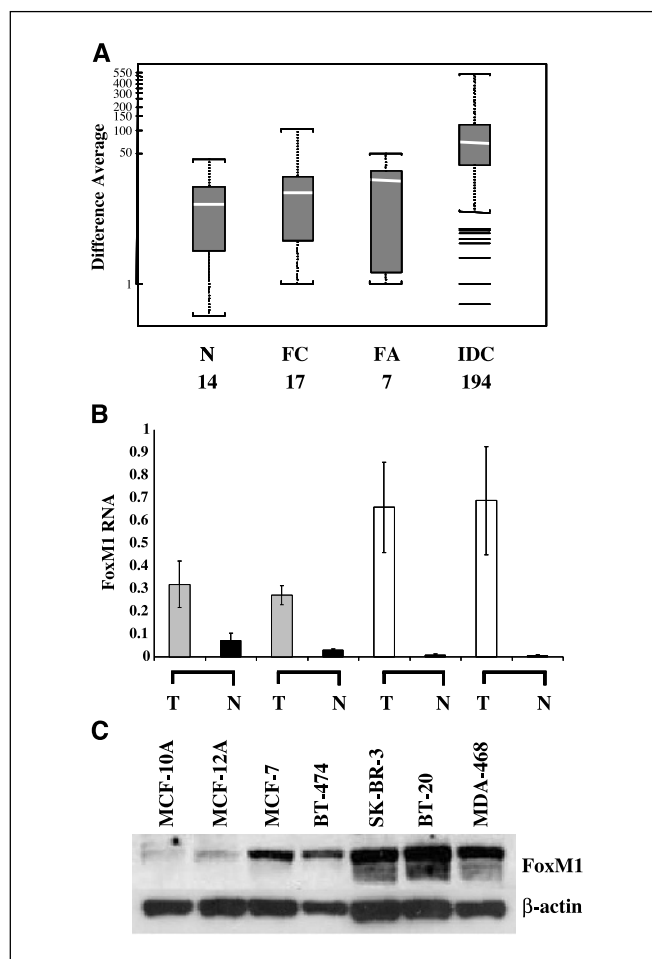 A
Difference Average
550
400
300
200
150
100
50
1
N FC FA IDC
14 17 7 194
B
FoxM1 RNA
1
0.9
0.8
0.7
0.6
0.5
0.4
0.3
0.2
0.1
0
T N T N T N T N
C
MCF-10A
MCF-12A
MCF-7
BT-474
SK-BR-3
BT-20
MDA-468
FoxM1
β-actin